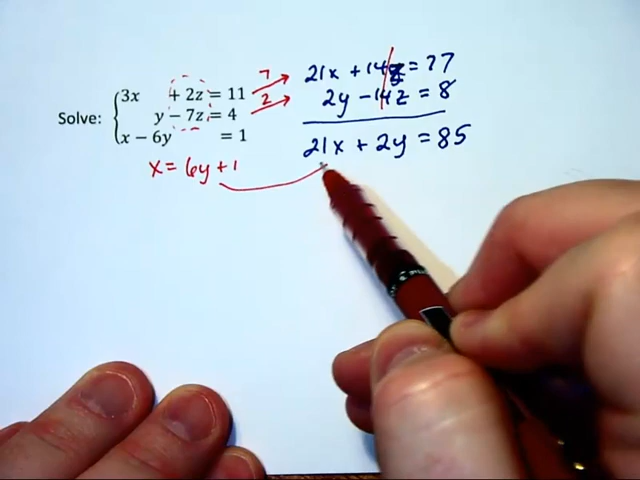 Solve:
3x + 2z = 11
y − 7z = 4
x − 6y = 1
x = 6y + 1
7
2
21x + 14z = 77
2y − 14z = 8
21x + 2y = 85